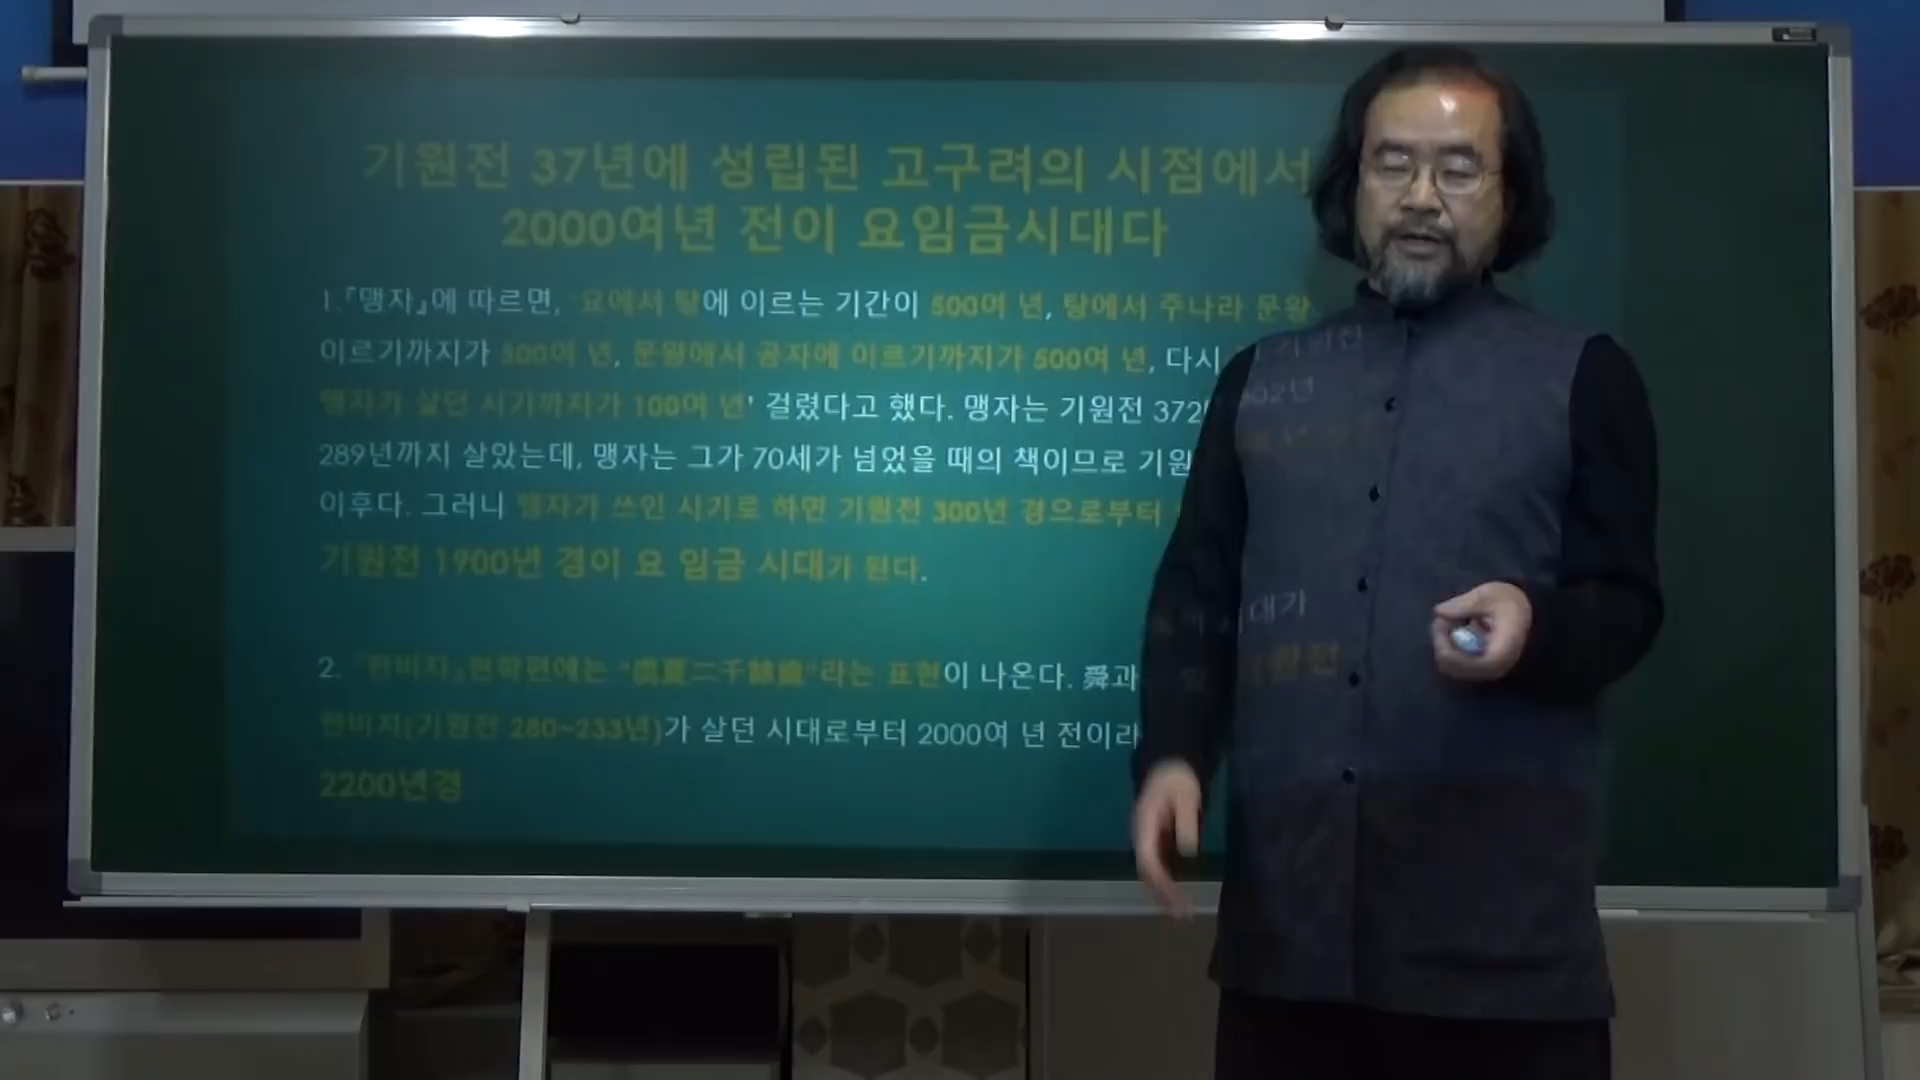 기원전 37년에 성립된 고구려의 시점에서
2000여년 전이 요임금시대다
1.『맹자』에 따르면, '요에서 탕에 이르는 기간이 500여 년, 탕에서 주나라 문왕
이르기까지가 500여 년, 문왕에서 공자에 이르기까지가 500여 년, 다시 기원전
맹자가 살던 시기까지가 100여 년' 걸렸다고 했다. 맹자는 기원전 372 302년
289년까지 살았는데, 맹자는 그가 70세가 넘었을 때의 책이므로 기원
이후다. 그러니 맹자가 쓰인 시기로 하면 기원전 300년 경으로부터
기원전 1900년 경이 요 임금 시대가 된다.
2. 『한비자』현학편에는 "虞夏二千餘歲"라는 표현이 나온다. 舜과 시대가
한비자(기원전 280~233년)가 살던 시대로부터 2000여 년 전이라 기원전
2200년경